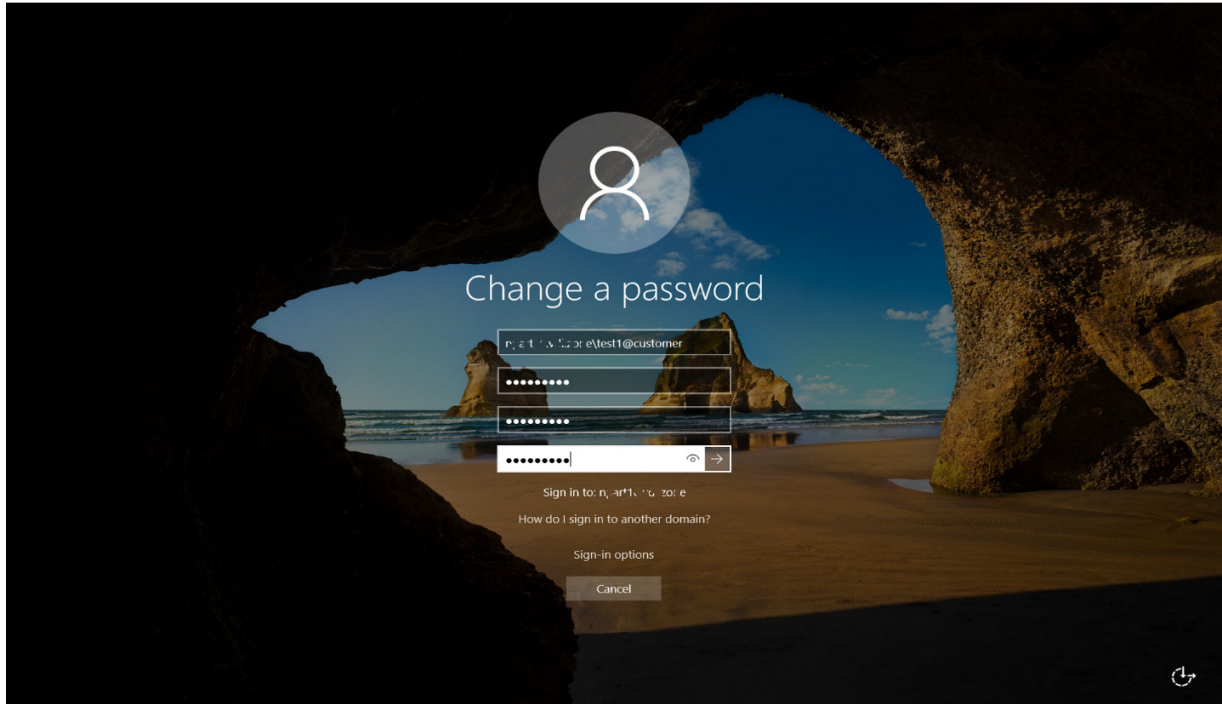 Change a password
e\test1@customer
●●●●●●●●●
●●●●●●●●●
●●●●●●●●●
Sign in to:
How do I sign in to another domain?
Sign-in options
Cancel